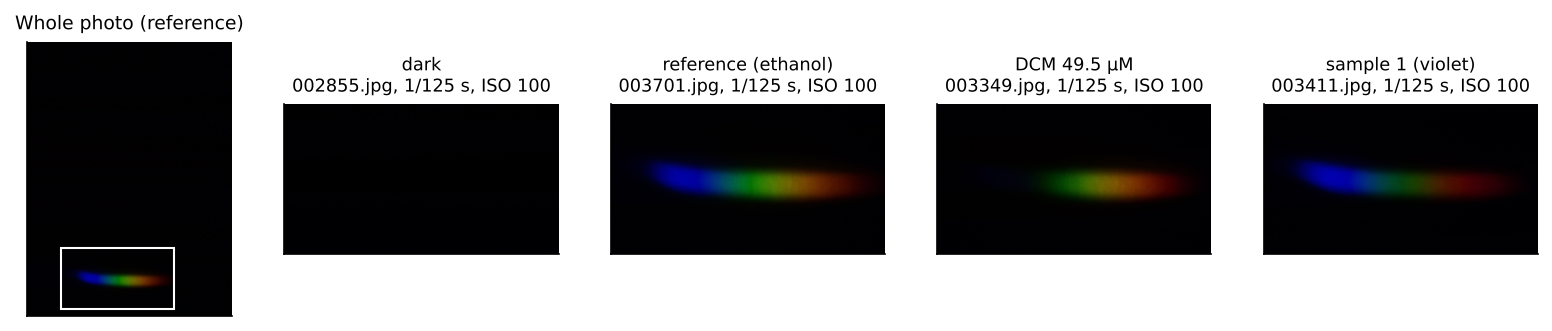 Whole photo (reference)
dark
002855.jpg, 1/125 s, ISO 100
reference (ethanol)
003701.jpg, 1/125 s, ISO 100
DCM 49.5 µM
003349.jpg, 1/125 s, ISO 100
sample 1 (violet)
003411.jpg, 1/125 s, ISO 100